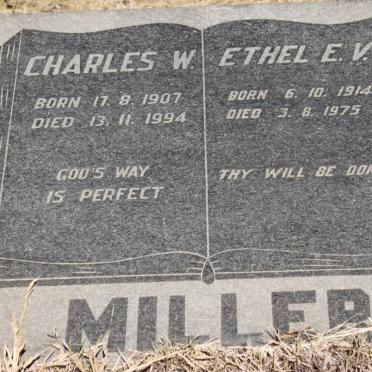 CHARLES W
BORN 17.8.1907
DIED 13.11.1994
GOD'S WAY
IS PERFECT
ETHEL E.V.
BORN 6.10.1914
DIED 3.8.1975
THY WILL BE DON
MILLER